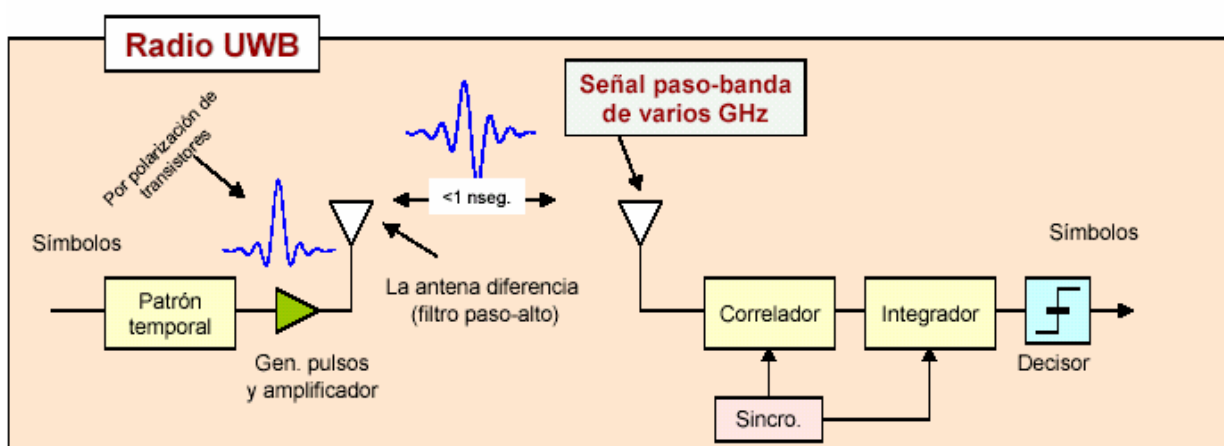 Radio UWB
Por polarización de
transistores
Señal paso-banda
de varios GHz
<1 nseg.
Símbolos
Símbolos
Patrón
temporal
La antena diferencia
(filtro paso-alto)
Correlador
Integrador
Gen. pulsos
y amplificador
Decisor
Sincro.